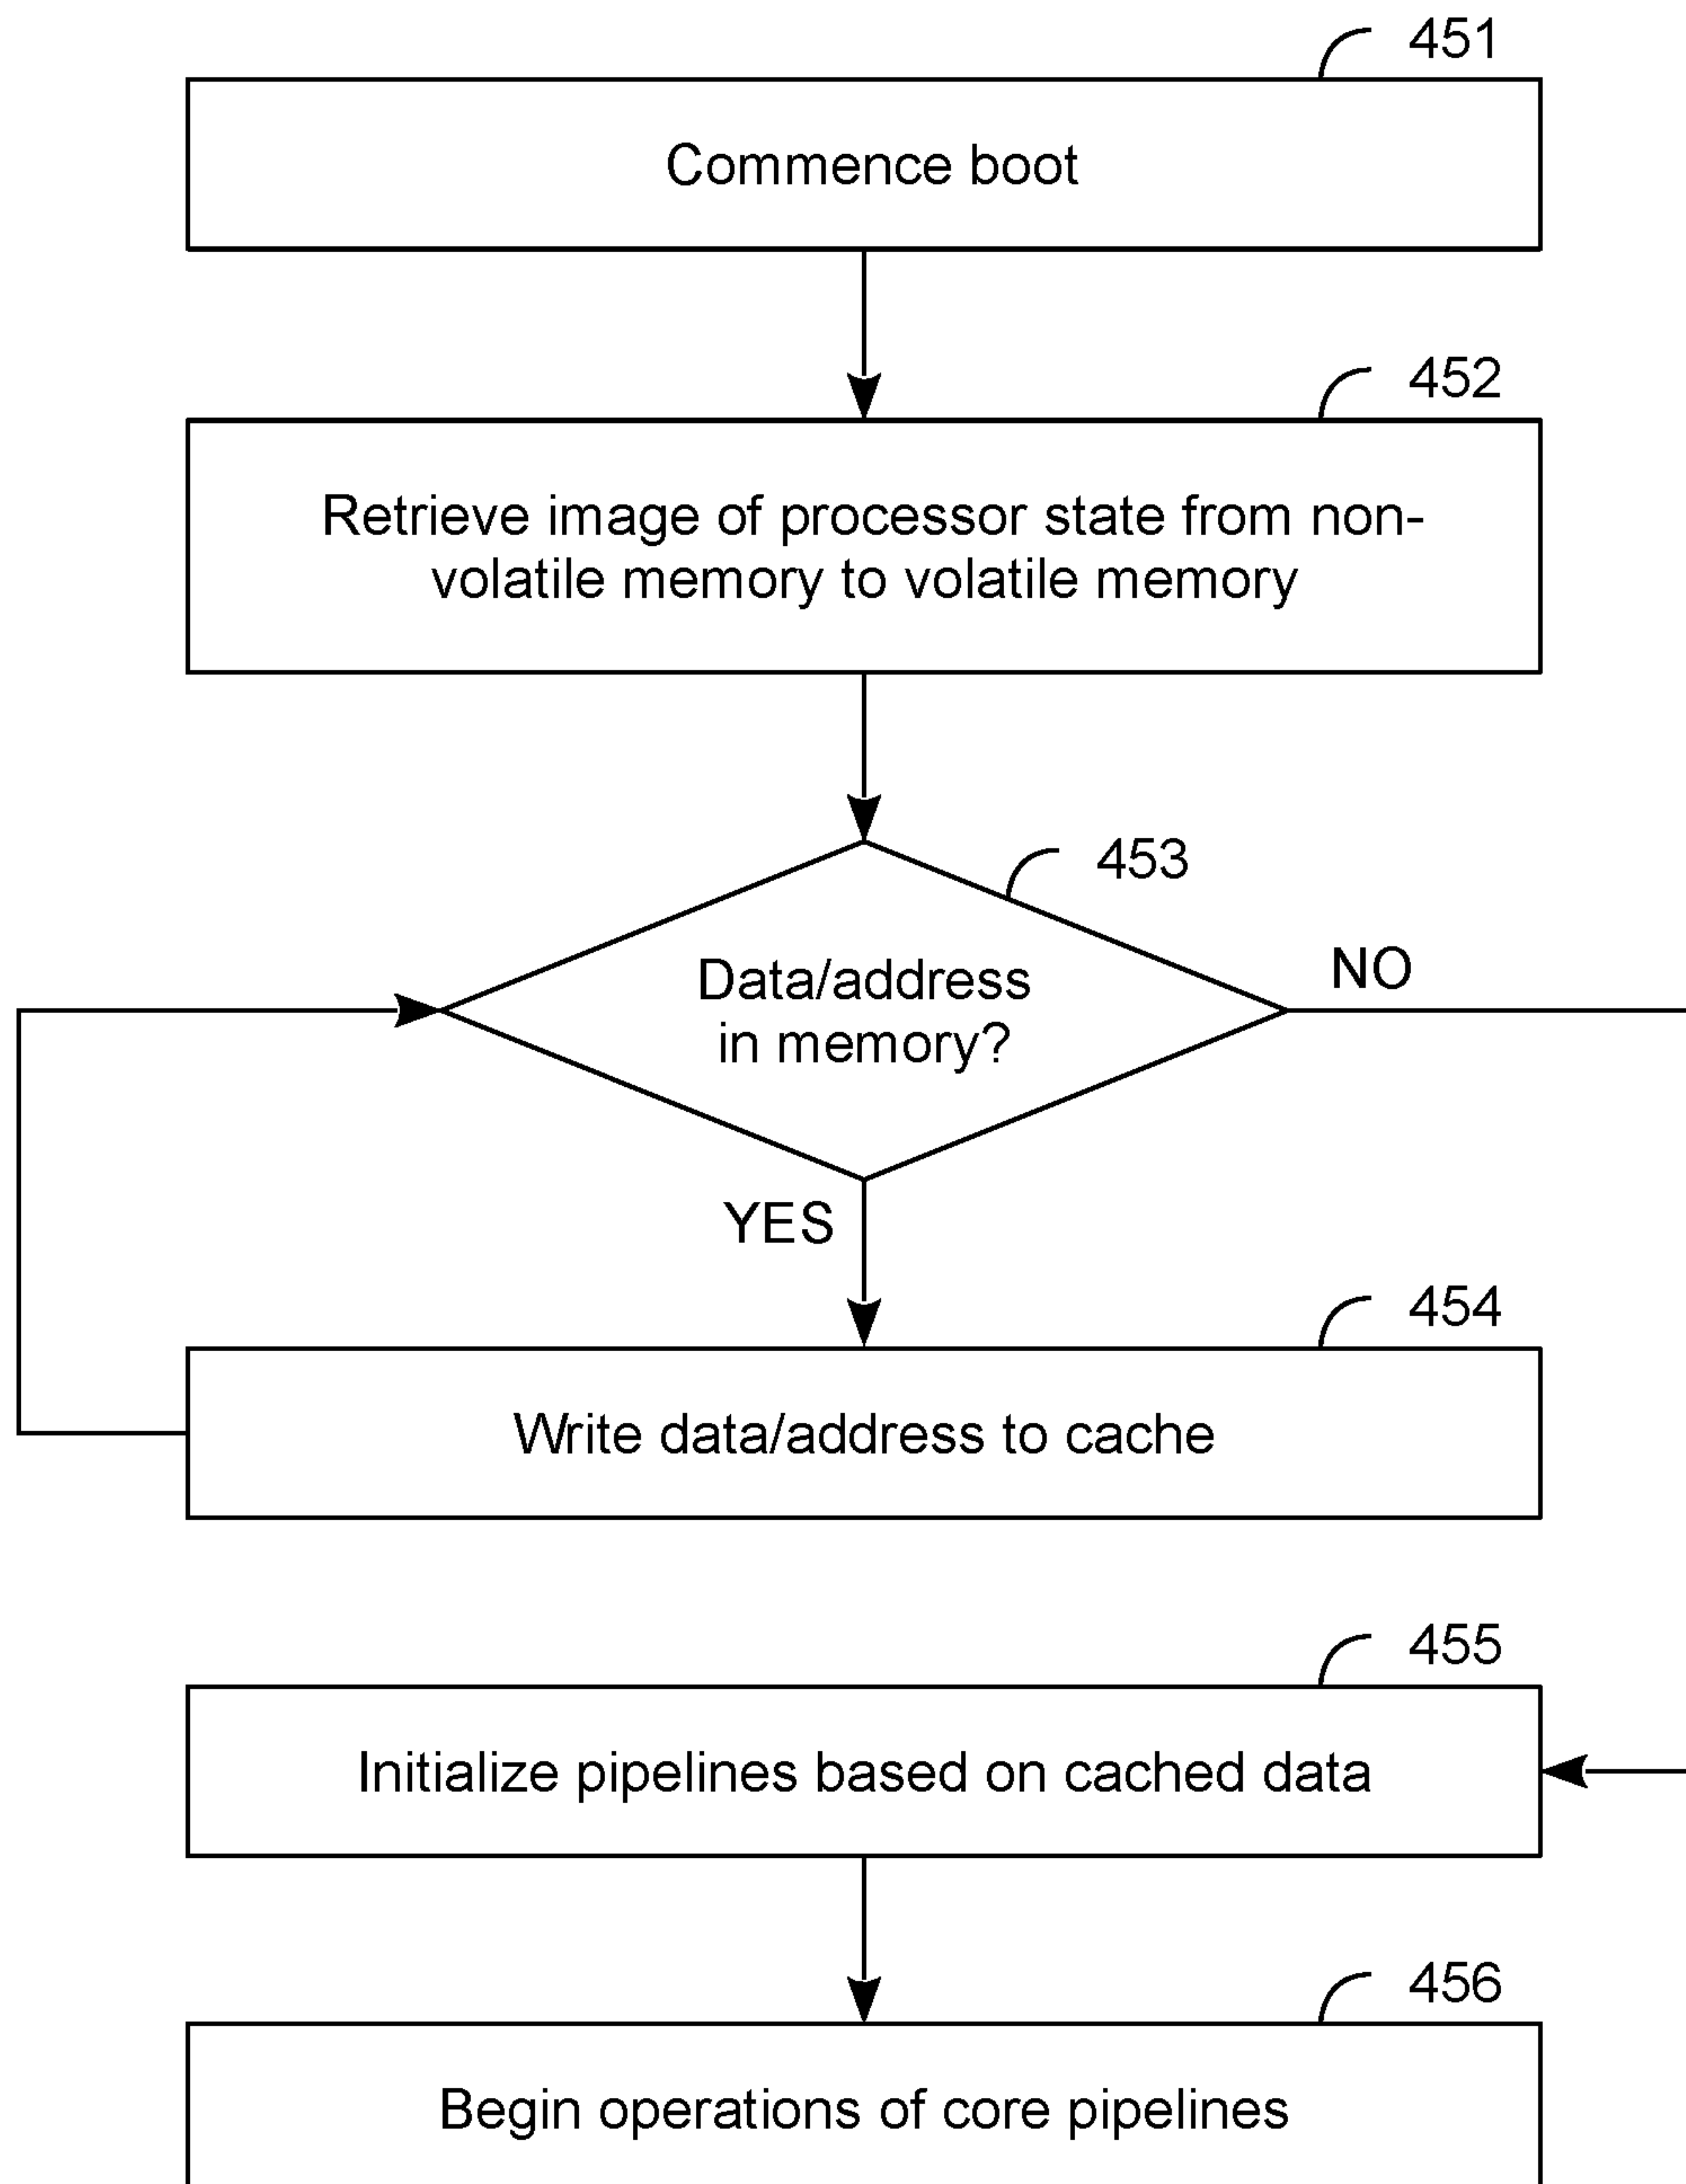 451
Commence boot
452
Retrieve image of processor state from non-
volatile memory to volatile memory
453
Data/address
in memory?
NO
YES
454
Write data/address to cache
455
Initialize pipelines based on cached data
456
Begin operations of core pipelines